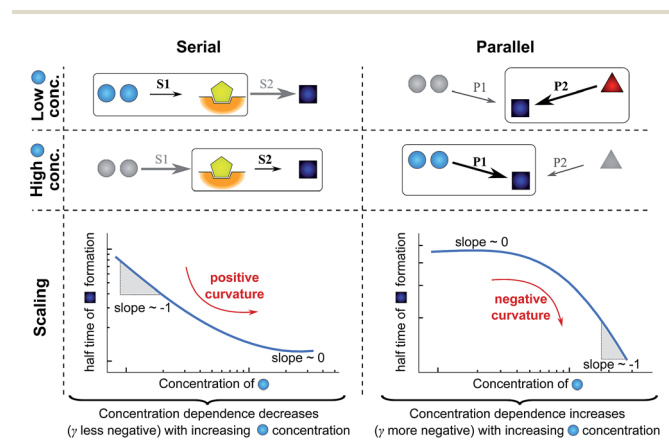 Serial
Parallel
Low
conc.
S1
S2
P1
P2
High
conc.
S1
S2
P1
P2
Scaling
half time of formation
positive
curvature
slope ~ -1
slope ~ 0
Concentration of
half time of formation
slope ~ 0
negative
curvature
slope ~ -1
Concentration of
Concentration dependence decreases
(γ less negative) with increasing concentration
Concentration dependence increases
(γ more negative) with increasing concentration